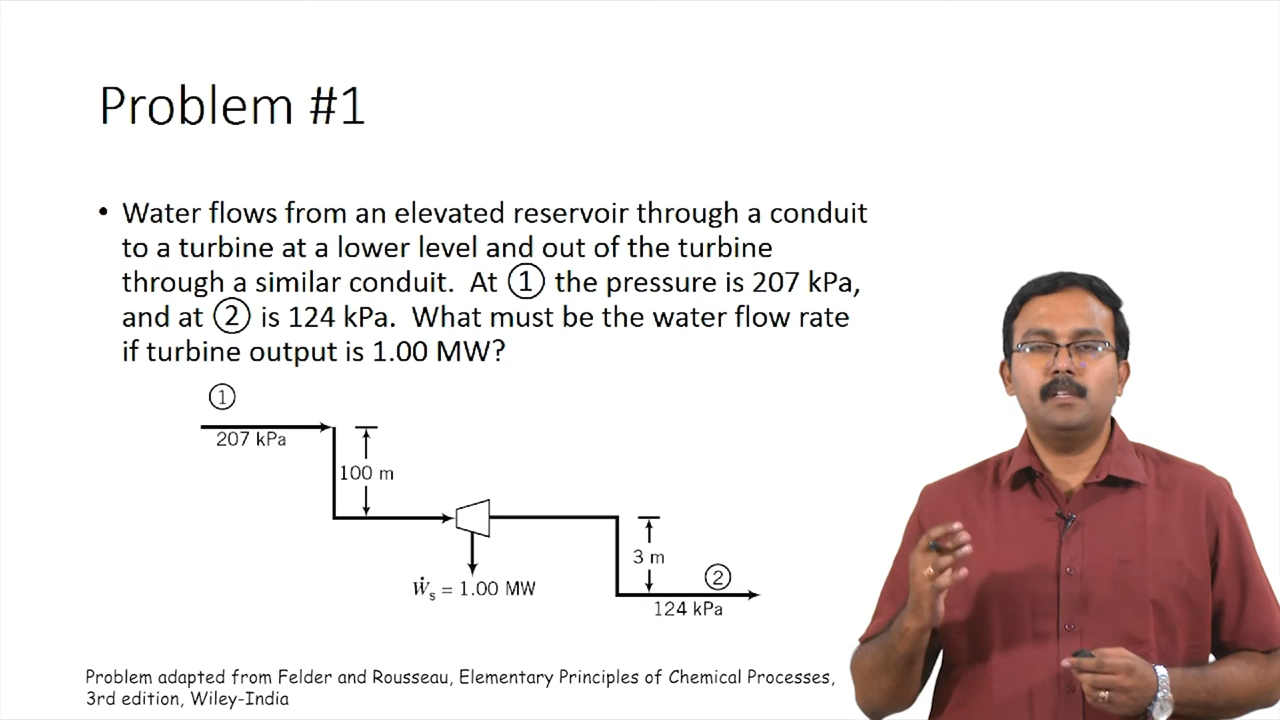 Problem #1
• Water flows from an elevated reservoir through a conduit
to a turbine at a lower level and out of the turbine
through a similar conduit. At ① the pressure is 207 kPa,
and at ② is 124 kPa. What must be the water flow rate
if turbine output is 1.00 MW?
①
207 kPa
100 m
Ẇs = 1.00 MW
3 m
②
124 kPa
Problem adapted from Felder and Rousseau, Elementary Principles of Chemical Processes,
3rd edition, Wiley-India